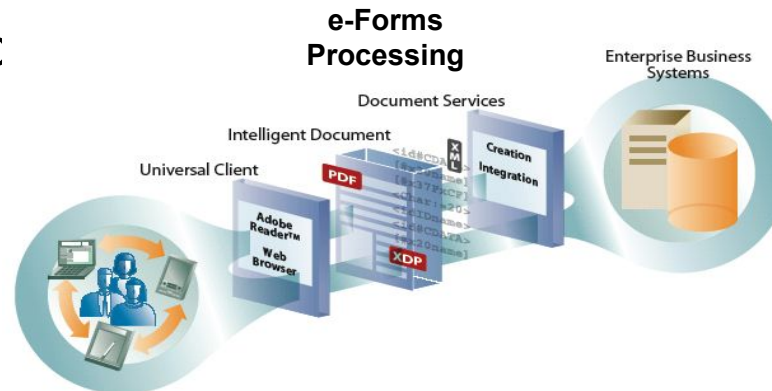 e-Forms
Processing
Enterprise Business
Systems
Document Services
Intelligent Document
Universal Client
XML
Creation
Integration
PDF
Adobe
Reader™
Web
Browser
XDP